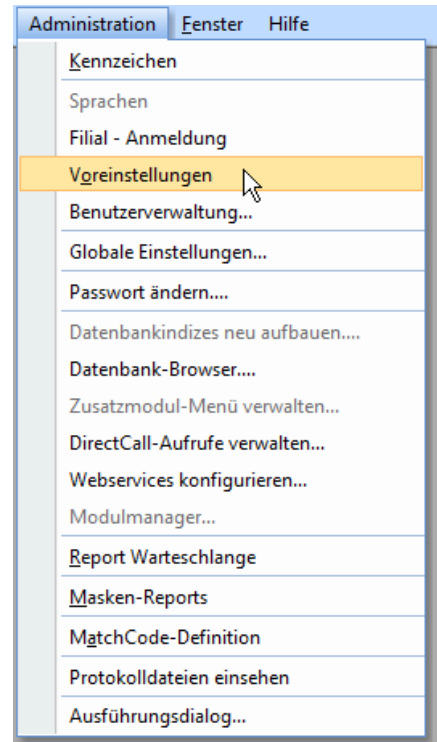 Administration Fenster Hilfe
Kennzeichen
Sprachen
Filial - Anmeldung
Voreinstellungen
Benutzerverwaltung...
Globale Einstellungen...
Passwort ändern....
Datenbankindizes neu aufbauen....
Datenbank-Browser....
Zusatzmodul-Menü verwalten...
DirectCall-Aufrufe verwalten...
Webservices konfigurieren...
Modulmanager...
Report Warteschlange
Masken-Reports
MatchCode-Definition
Protokolldateien einsehen
Ausführungsdialog...